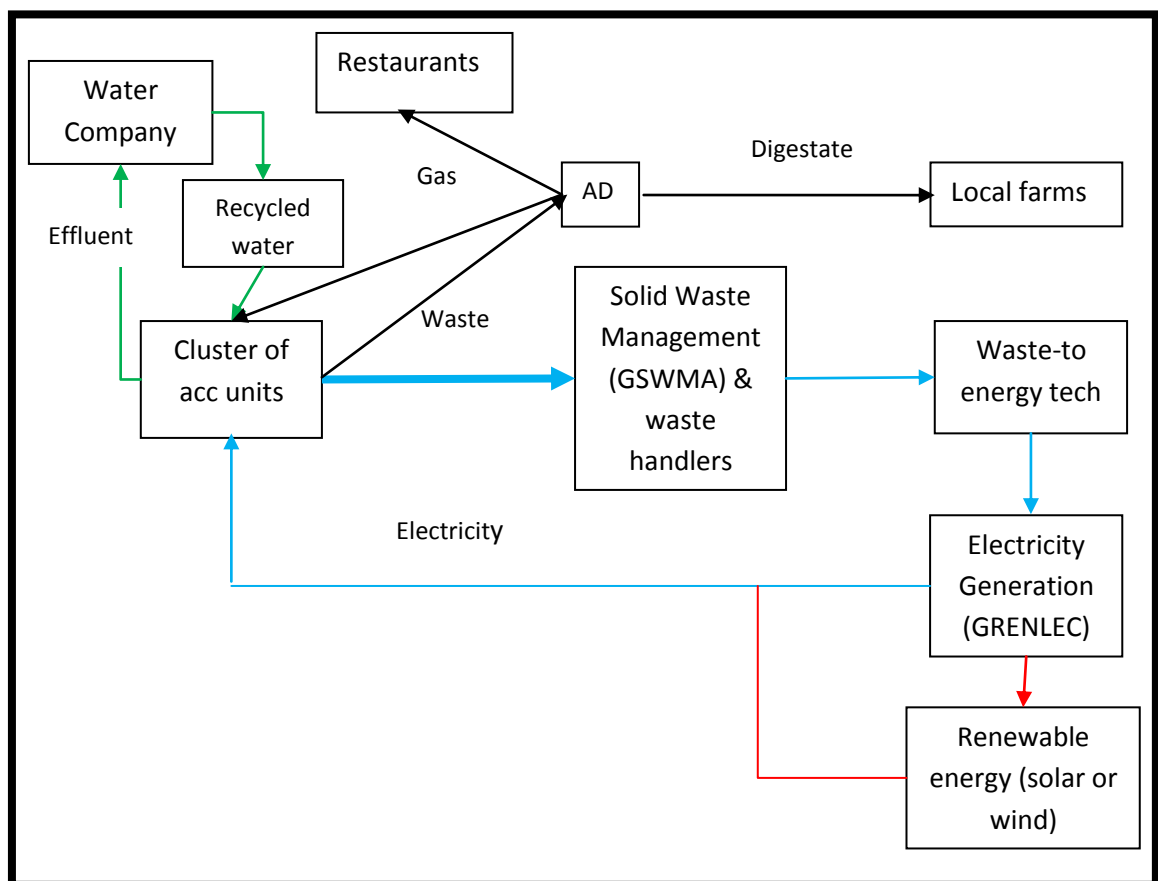 Restaurants
Water
Company
Digestate
Gas
AD
Local farms
Recycled
water
Effluent
Solid Waste
Management
(GSWMA) &
waste
handlers
Waste
Cluster of
acc units
Waste-to
energy tech
Electricity
Electricity
Generation
(GRENLEC)
Renewable
energy (solar or
wind)